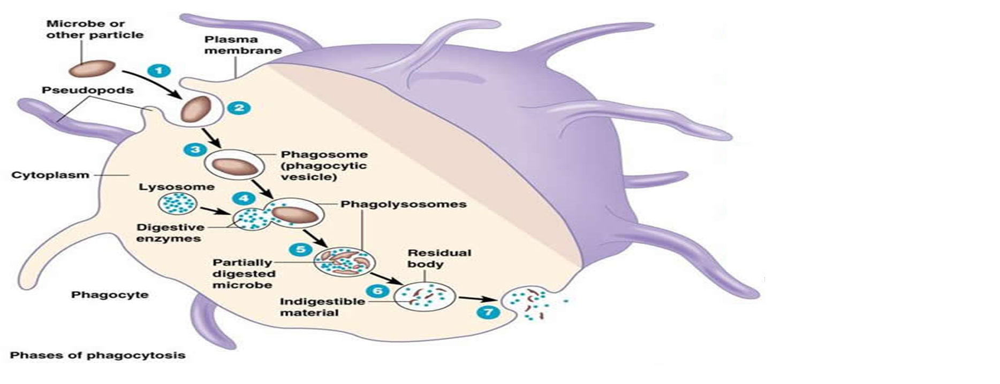 Microbe or
other particle
Plasma
membrane
1
Pseudopods
2
3
Phagosome
(phagocytic
vesicle)
Cytoplasm
Lysosome
4
Phagolysosomes
Digestive
enzymes
5
Residual
body
Partially
digested
microbe
6
Phagocyte
Indigestible
material
7
Phases of phagocytosis